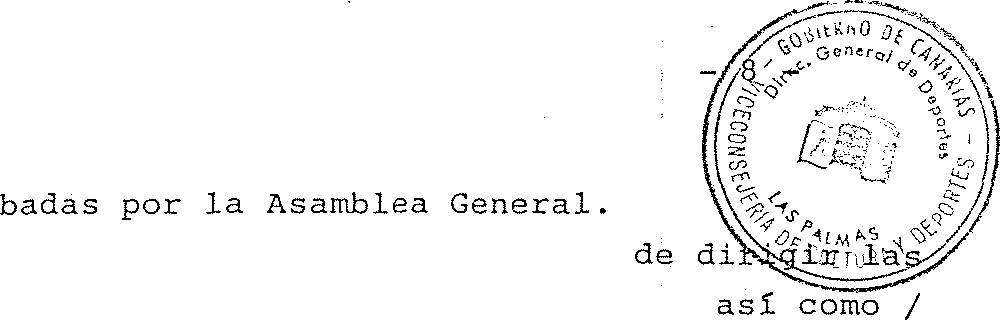 - 8
GOBIERNO DE CANARIAS -
Direc. General de Deportes
VICECONSEJERIA DE CULTURA Y DEPORTES -
LAS PALMAS
badas por la Asamblea General.
de dirigir las
así como /